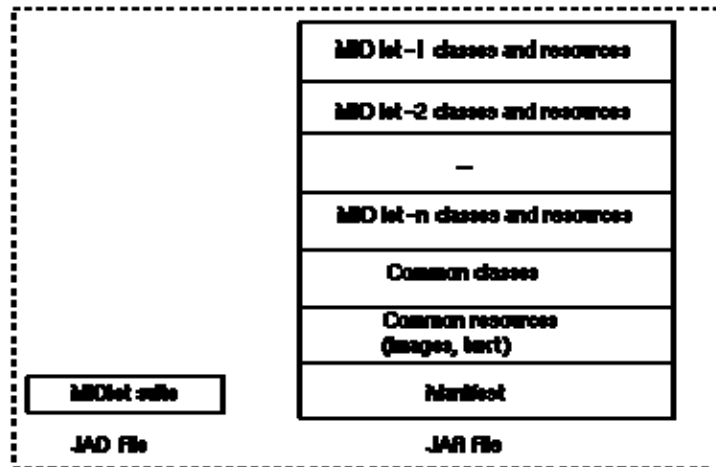 MIDlet-1 classes and resources
MIDlet-2 classes and resources
...
MIDlet-n classes and resources
Common classes
Common resources
(images, text)
MIDlet suite
Manifest
JAD File
JAR File